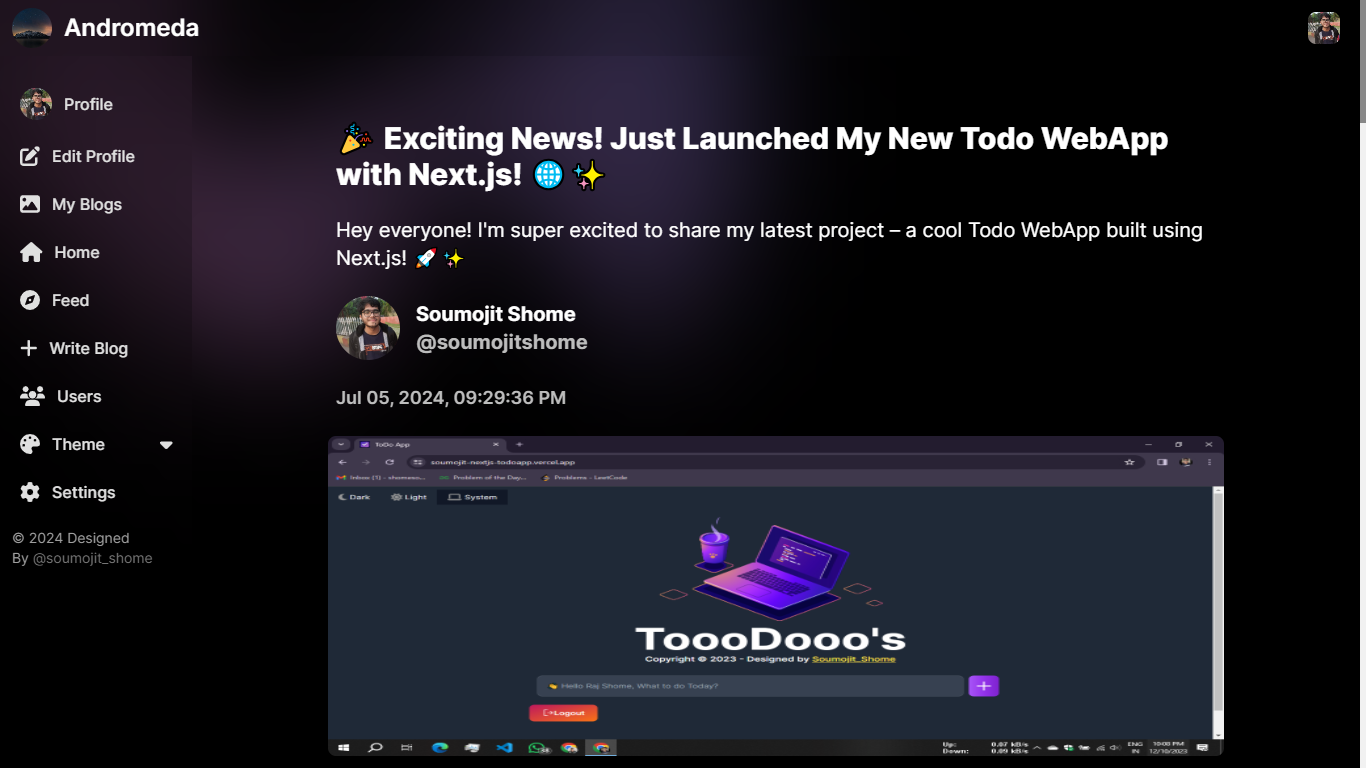 Andromeda
Profile
Edit Profile
My Blogs
Home
Feed
Write Blog
Users
Theme
Settings
© 2024 Designed
By @soumojit_shome
🎉 Exciting News! Just Launched My New Todo WebApp
with Next.js! 🌐 ✨
Hey everyone! I'm super excited to share my latest project – a cool Todo WebApp built using
Next.js! 🚀 ✨
Soumojit Shome
@soumojitshome
Jul 05, 2024, 09:29:36 PM
ToDo App
soumojit-nextjs-todoapp.vercel.app
Problem of the Day...
Problems - LeetCode
Dark Light System
ToooDooo's
Copyright © 2023 - Designed by Soumojit_Shome
Hello Raj Shome, What to do Today?
Logout
Up: 0.07 kB/s
Down: 0.09 kB/s
ENG
IN
10:00 PM
12/10/2023